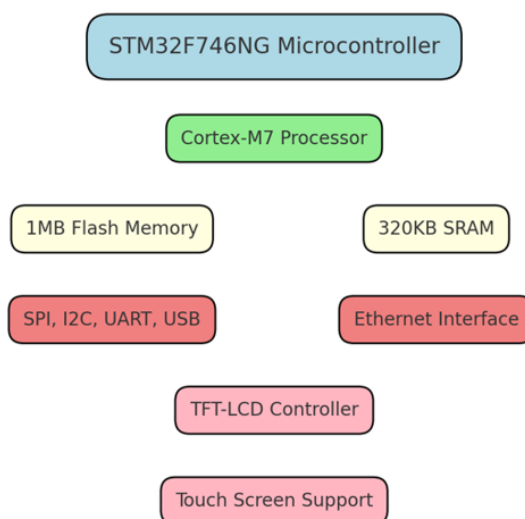 STM32F746NG Microcontroller
Cortex-M7 Processor
1MB Flash Memory
320KB SRAM
SPI, I2C, UART, USB
Ethernet Interface
TFT-LCD Controller
Touch Screen Support